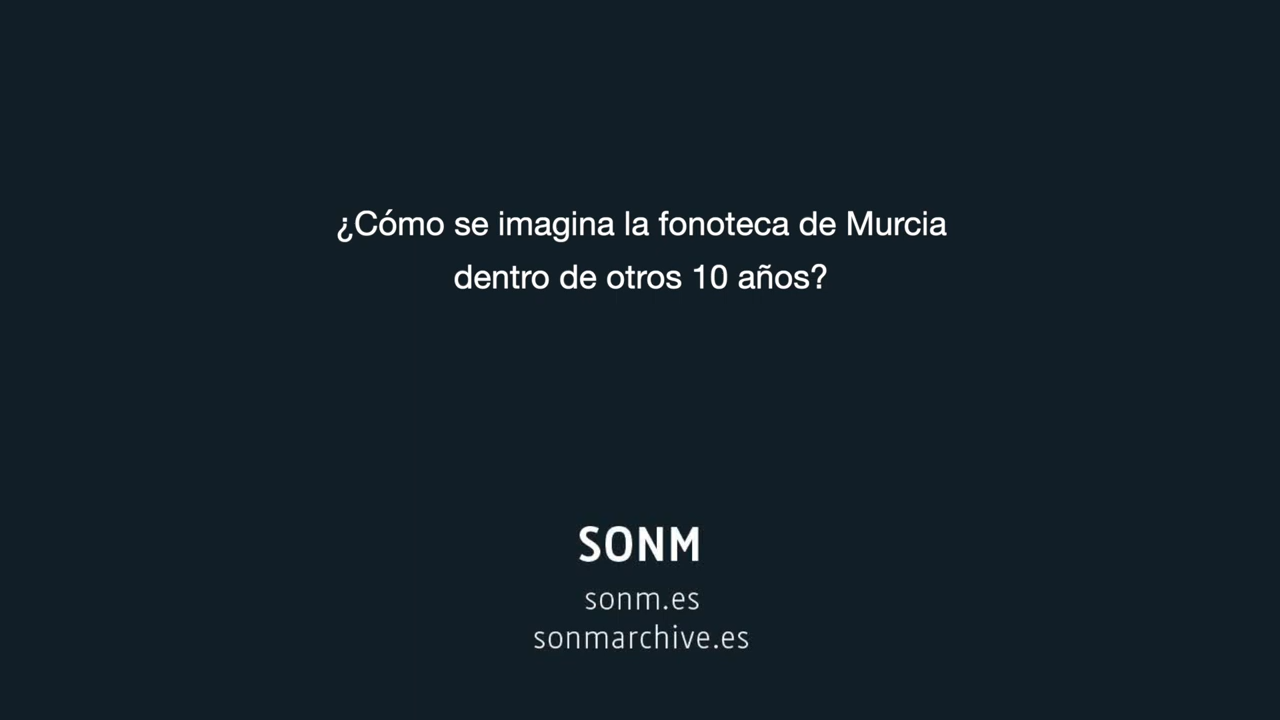 ¿Cómo se imagina la fonoteca de Murcia
dentro de otros 10 años?
SONM
sonm.es
sonmarchive.es